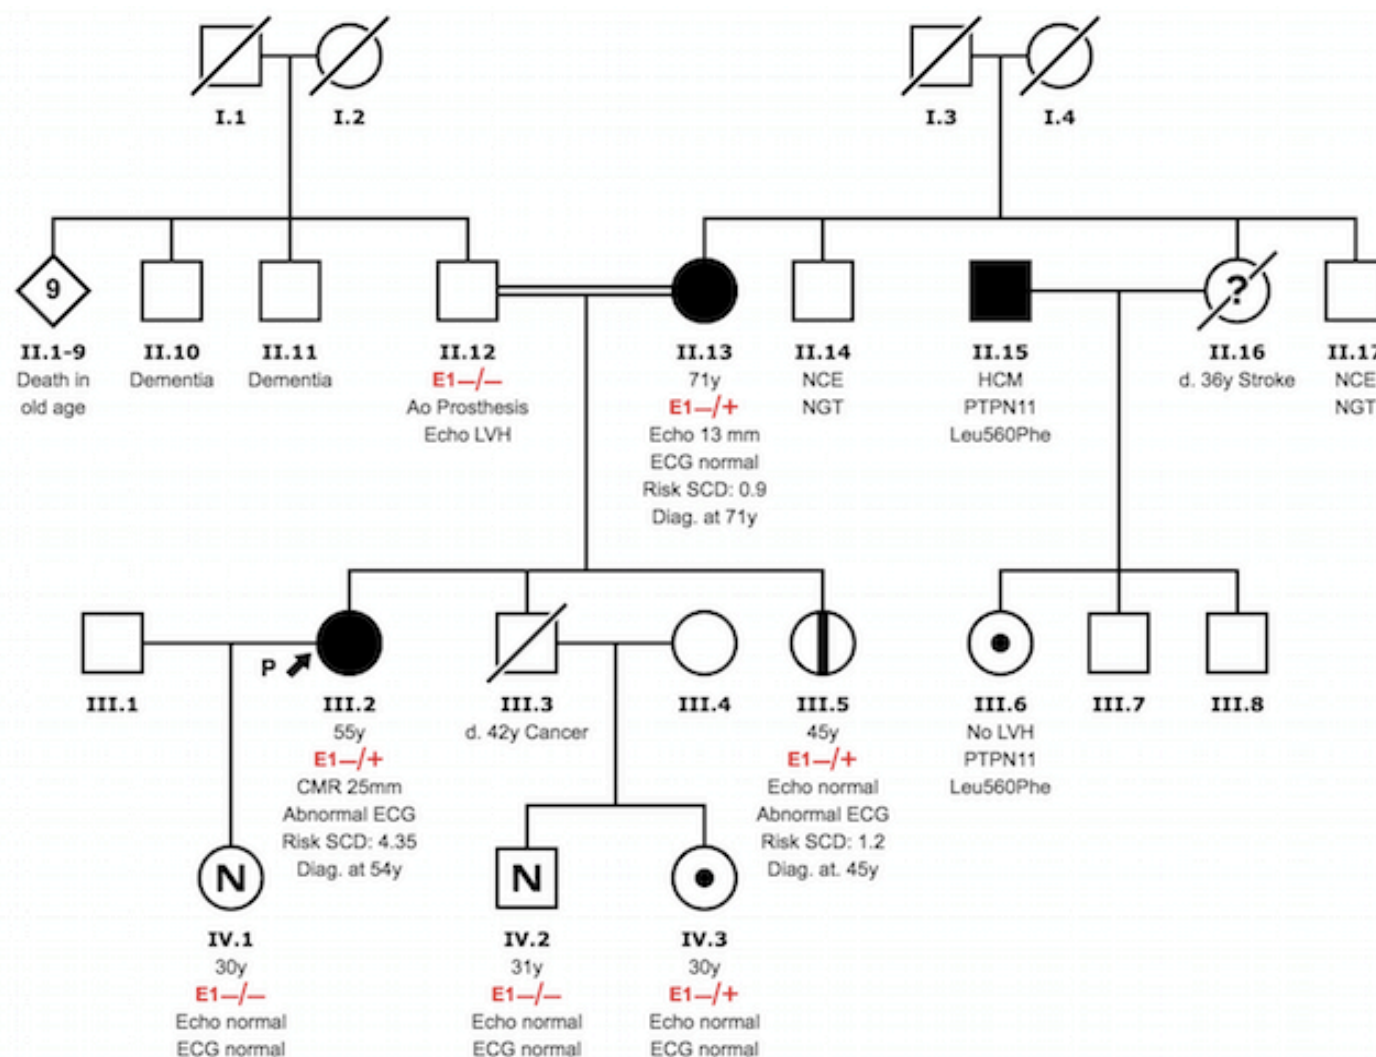 I.1
I.2
I.3
I.4
9
?
II.1-9
Death in
old age
II.10
Dementia
II.11
Dementia
II.12
E1–/–
Ao Prosthesis
Echo LVH
II.13
71y
E1–/+
Echo 13 mm
ECG normal
Risk SCD: 0.9
Diag. at 71y
II.14
NCE
NGT
II.15
HCM
PTPN11
Leu560Phe
II.16
d. 36y Stroke
II.17
NCE
NGT
III.1
P
III.2
55y
E1–/+
CMR 25mm
Abnormal ECG
Risk SCD: 4.35
Diag. at 54y
III.3
d. 42y Cancer
III.4
III.5
45y
E1–/+
Echo normal
Abnormal ECG
Risk SCD: 1.2
Diag. at. 45y
III.6
No LVH
PTPN11
Leu560Phe
III.7
III.8
N
IV.1
30y
E1–/–
Echo normal
ECG normal
N
IV.2
31y
E1–/–
Echo normal
ECG normal
IV.3
30y
E1–/+
Echo normal
ECG normal